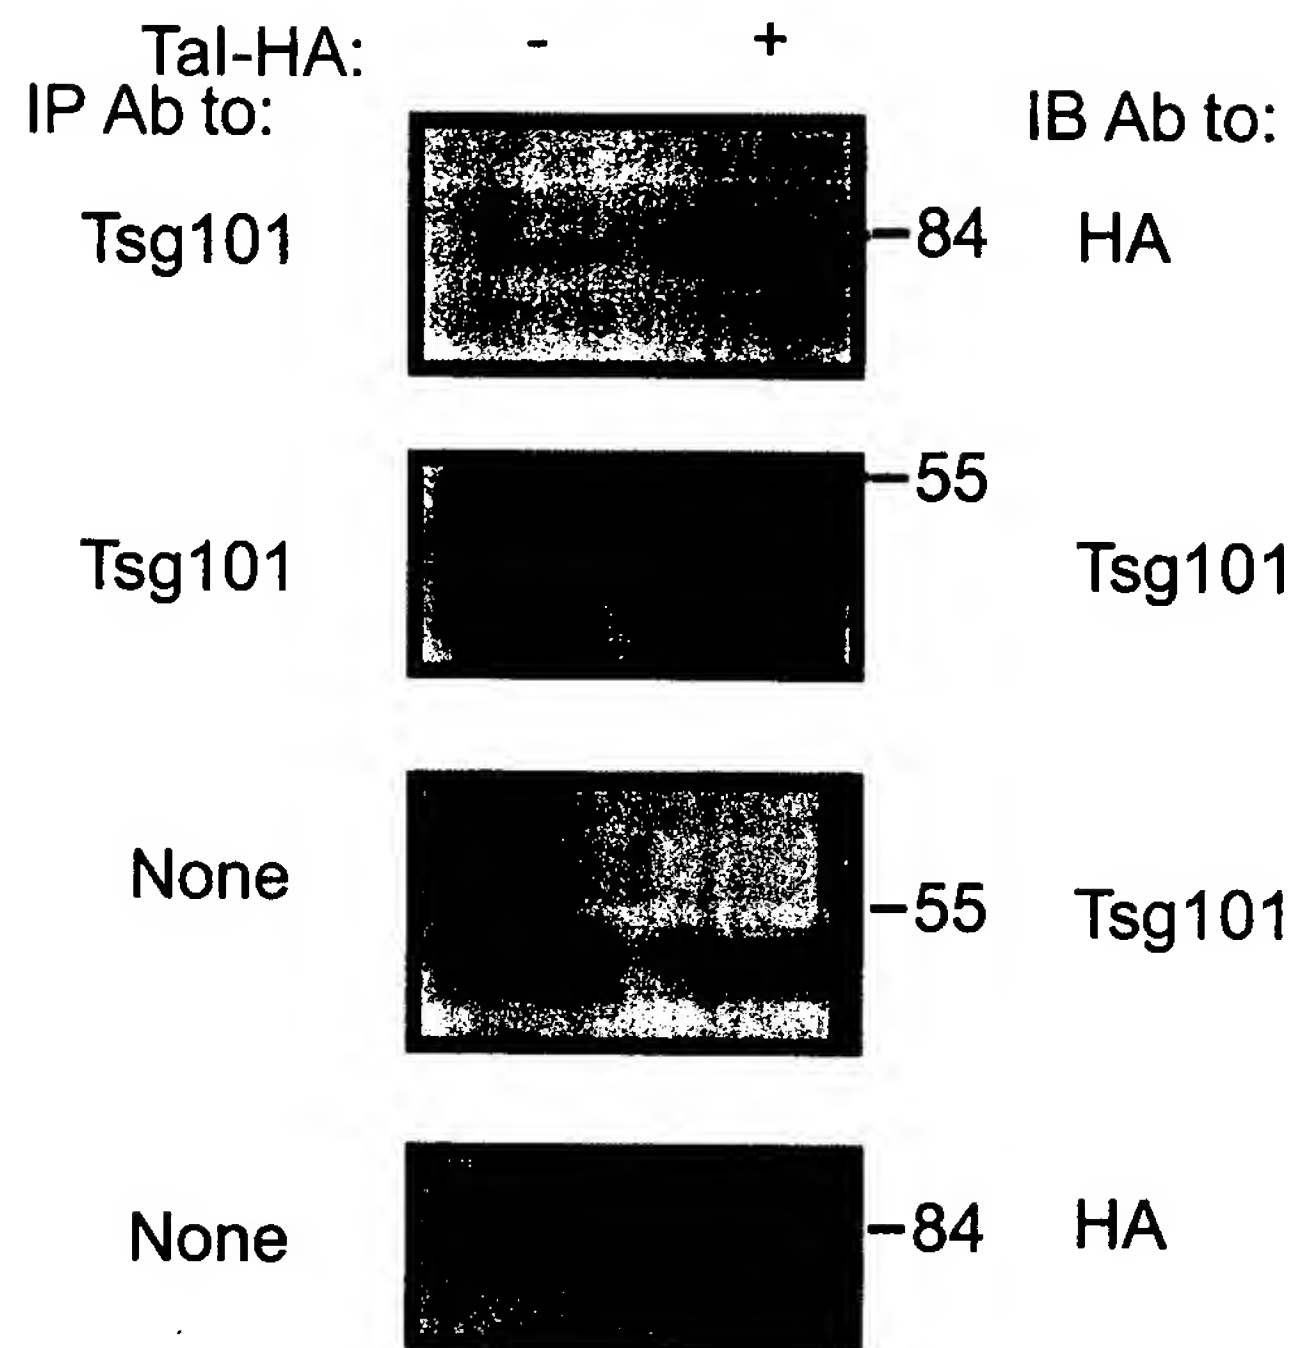 Tal-HA: - +
IP Ab to: IB Ab to:
Tsg101 -84 HA
-55
Tsg101 Tsg101
None -55 Tsg101
None -84 HA